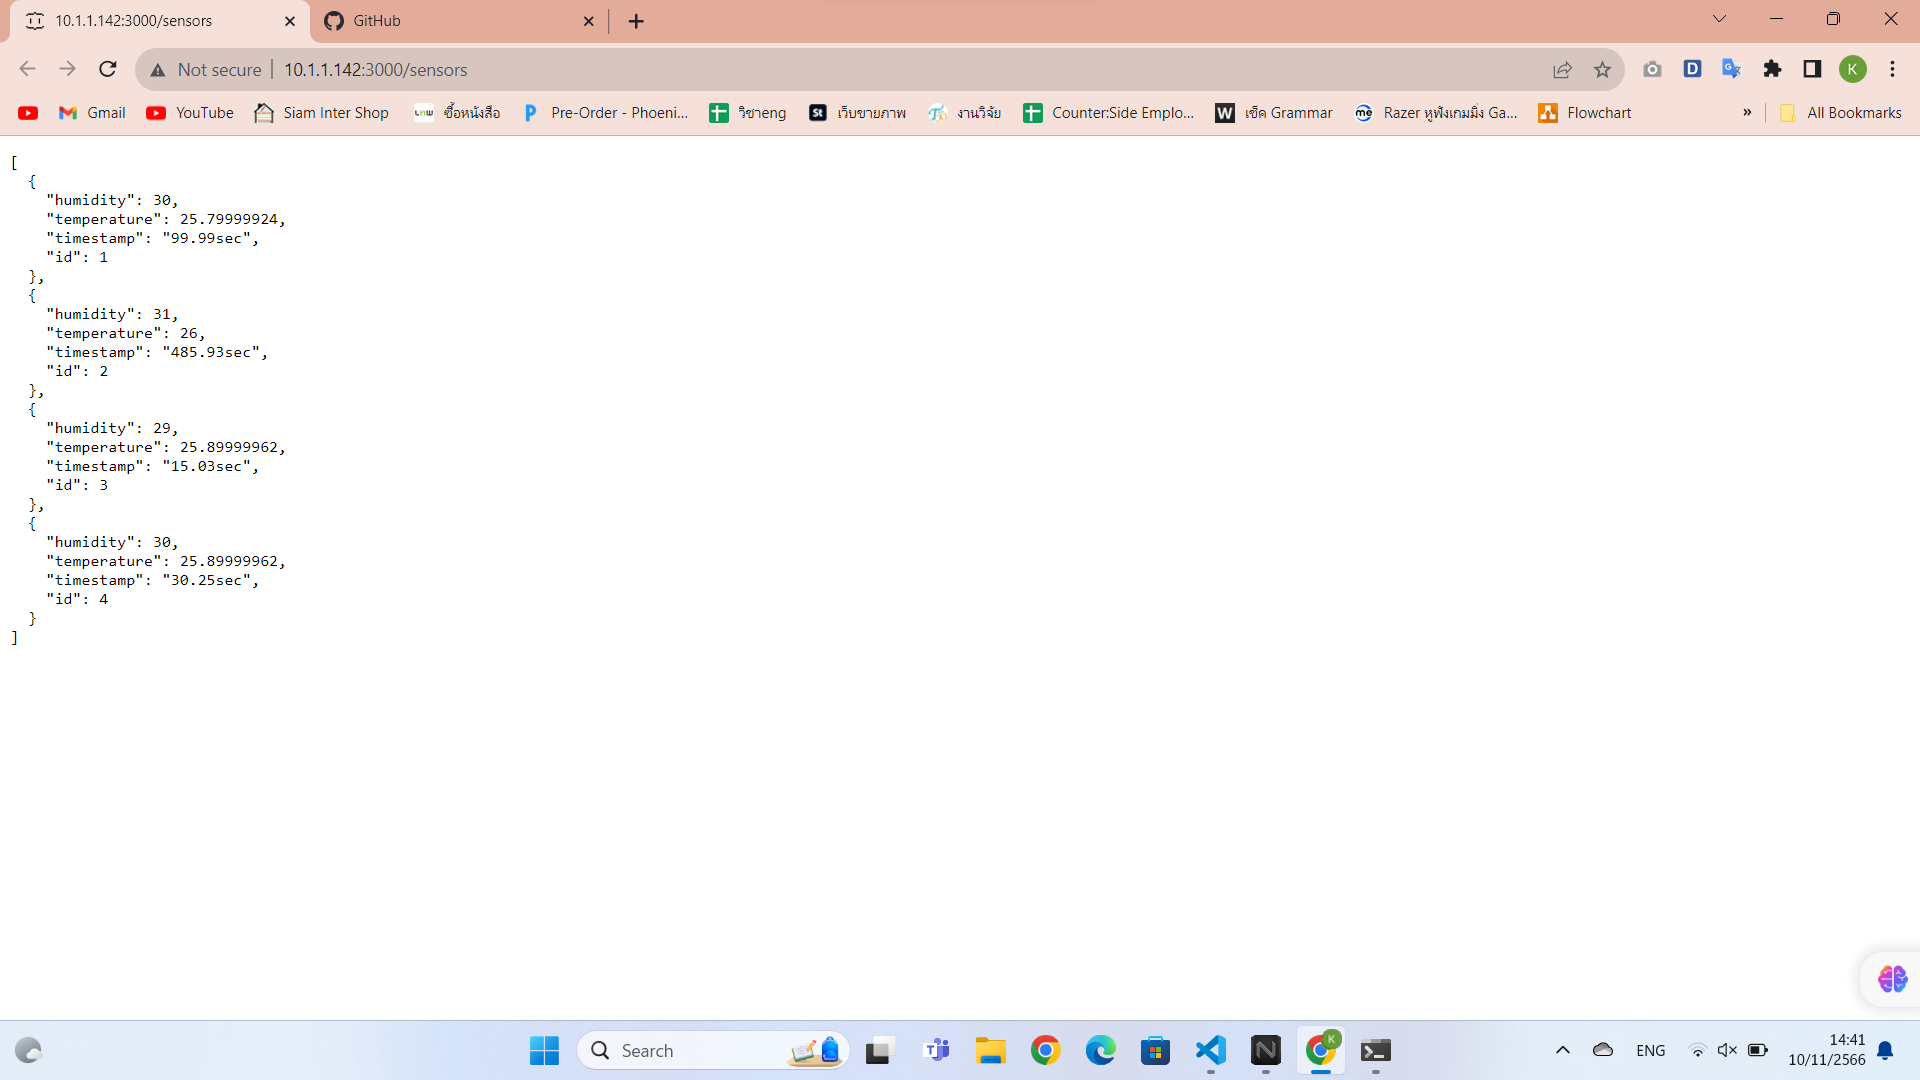 10.1.1.142:3000/sensors
GitHub
Not secure
10.1.1.142:3000/sensors
Gmail
YouTube
Siam Inter Shop
ซื้อหนังสือ
Pre-Order - Phoeni...
วิชาeng
เว็บขายภาพ
งานวิจัย
Counter:Side Emplo...
เช็ค Grammar
Razer หูฟังเกมมิ่ง Ga...
Flowchart
»
All Bookmarks
[
  {
    "humidity": 30,
    "temperature": 25.79999924,
    "timestamp": "99.99sec",
    "id": 1
  },
  {
    "humidity": 31,
    "temperature": 26,
    "timestamp": "485.93sec",
    "id": 2
  },
  {
    "humidity": 29,
    "temperature": 25.89999962,
    "timestamp": "15.03sec",
    "id": 3
  },
  {
    "humidity": 30,
    "temperature": 25.89999962,
    "timestamp": "30.25sec",
    "id": 4
  }
]
Search
ENG
14:41
10/11/2566